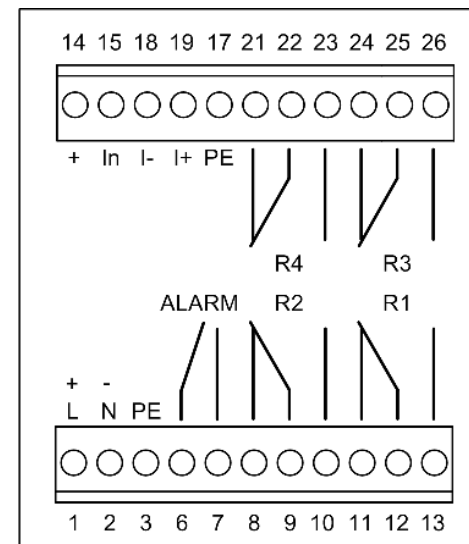 14 15 18 19 17 21 22 23 24 25 26
+ In I- I+ PE
R4 R3
ALARM R2 R1
+ -
L N PE
1 2 3 6 7 8 9 10 11 12 13